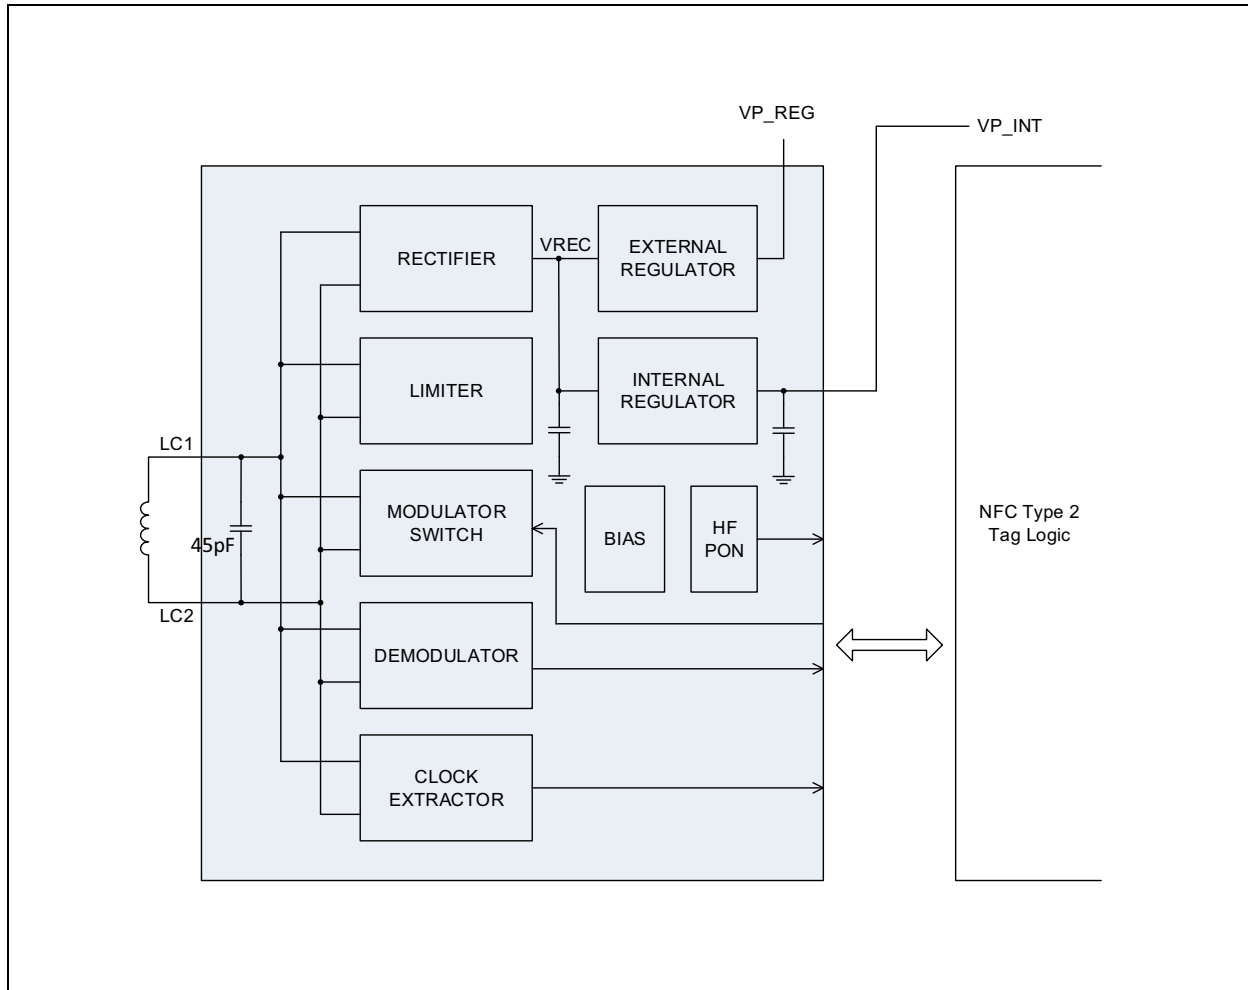 VP_REG
VP_INT
RECTIFIER
VREC
EXTERNAL
REGULATOR
LIMITER
INTERNAL
REGULATOR
LC1
45pF
LC2
MODULATOR
SWITCH
BIAS
HF
PON
NFC Type 2
Tag Logic
DEMODULATOR
CLOCK
EXTRACTOR